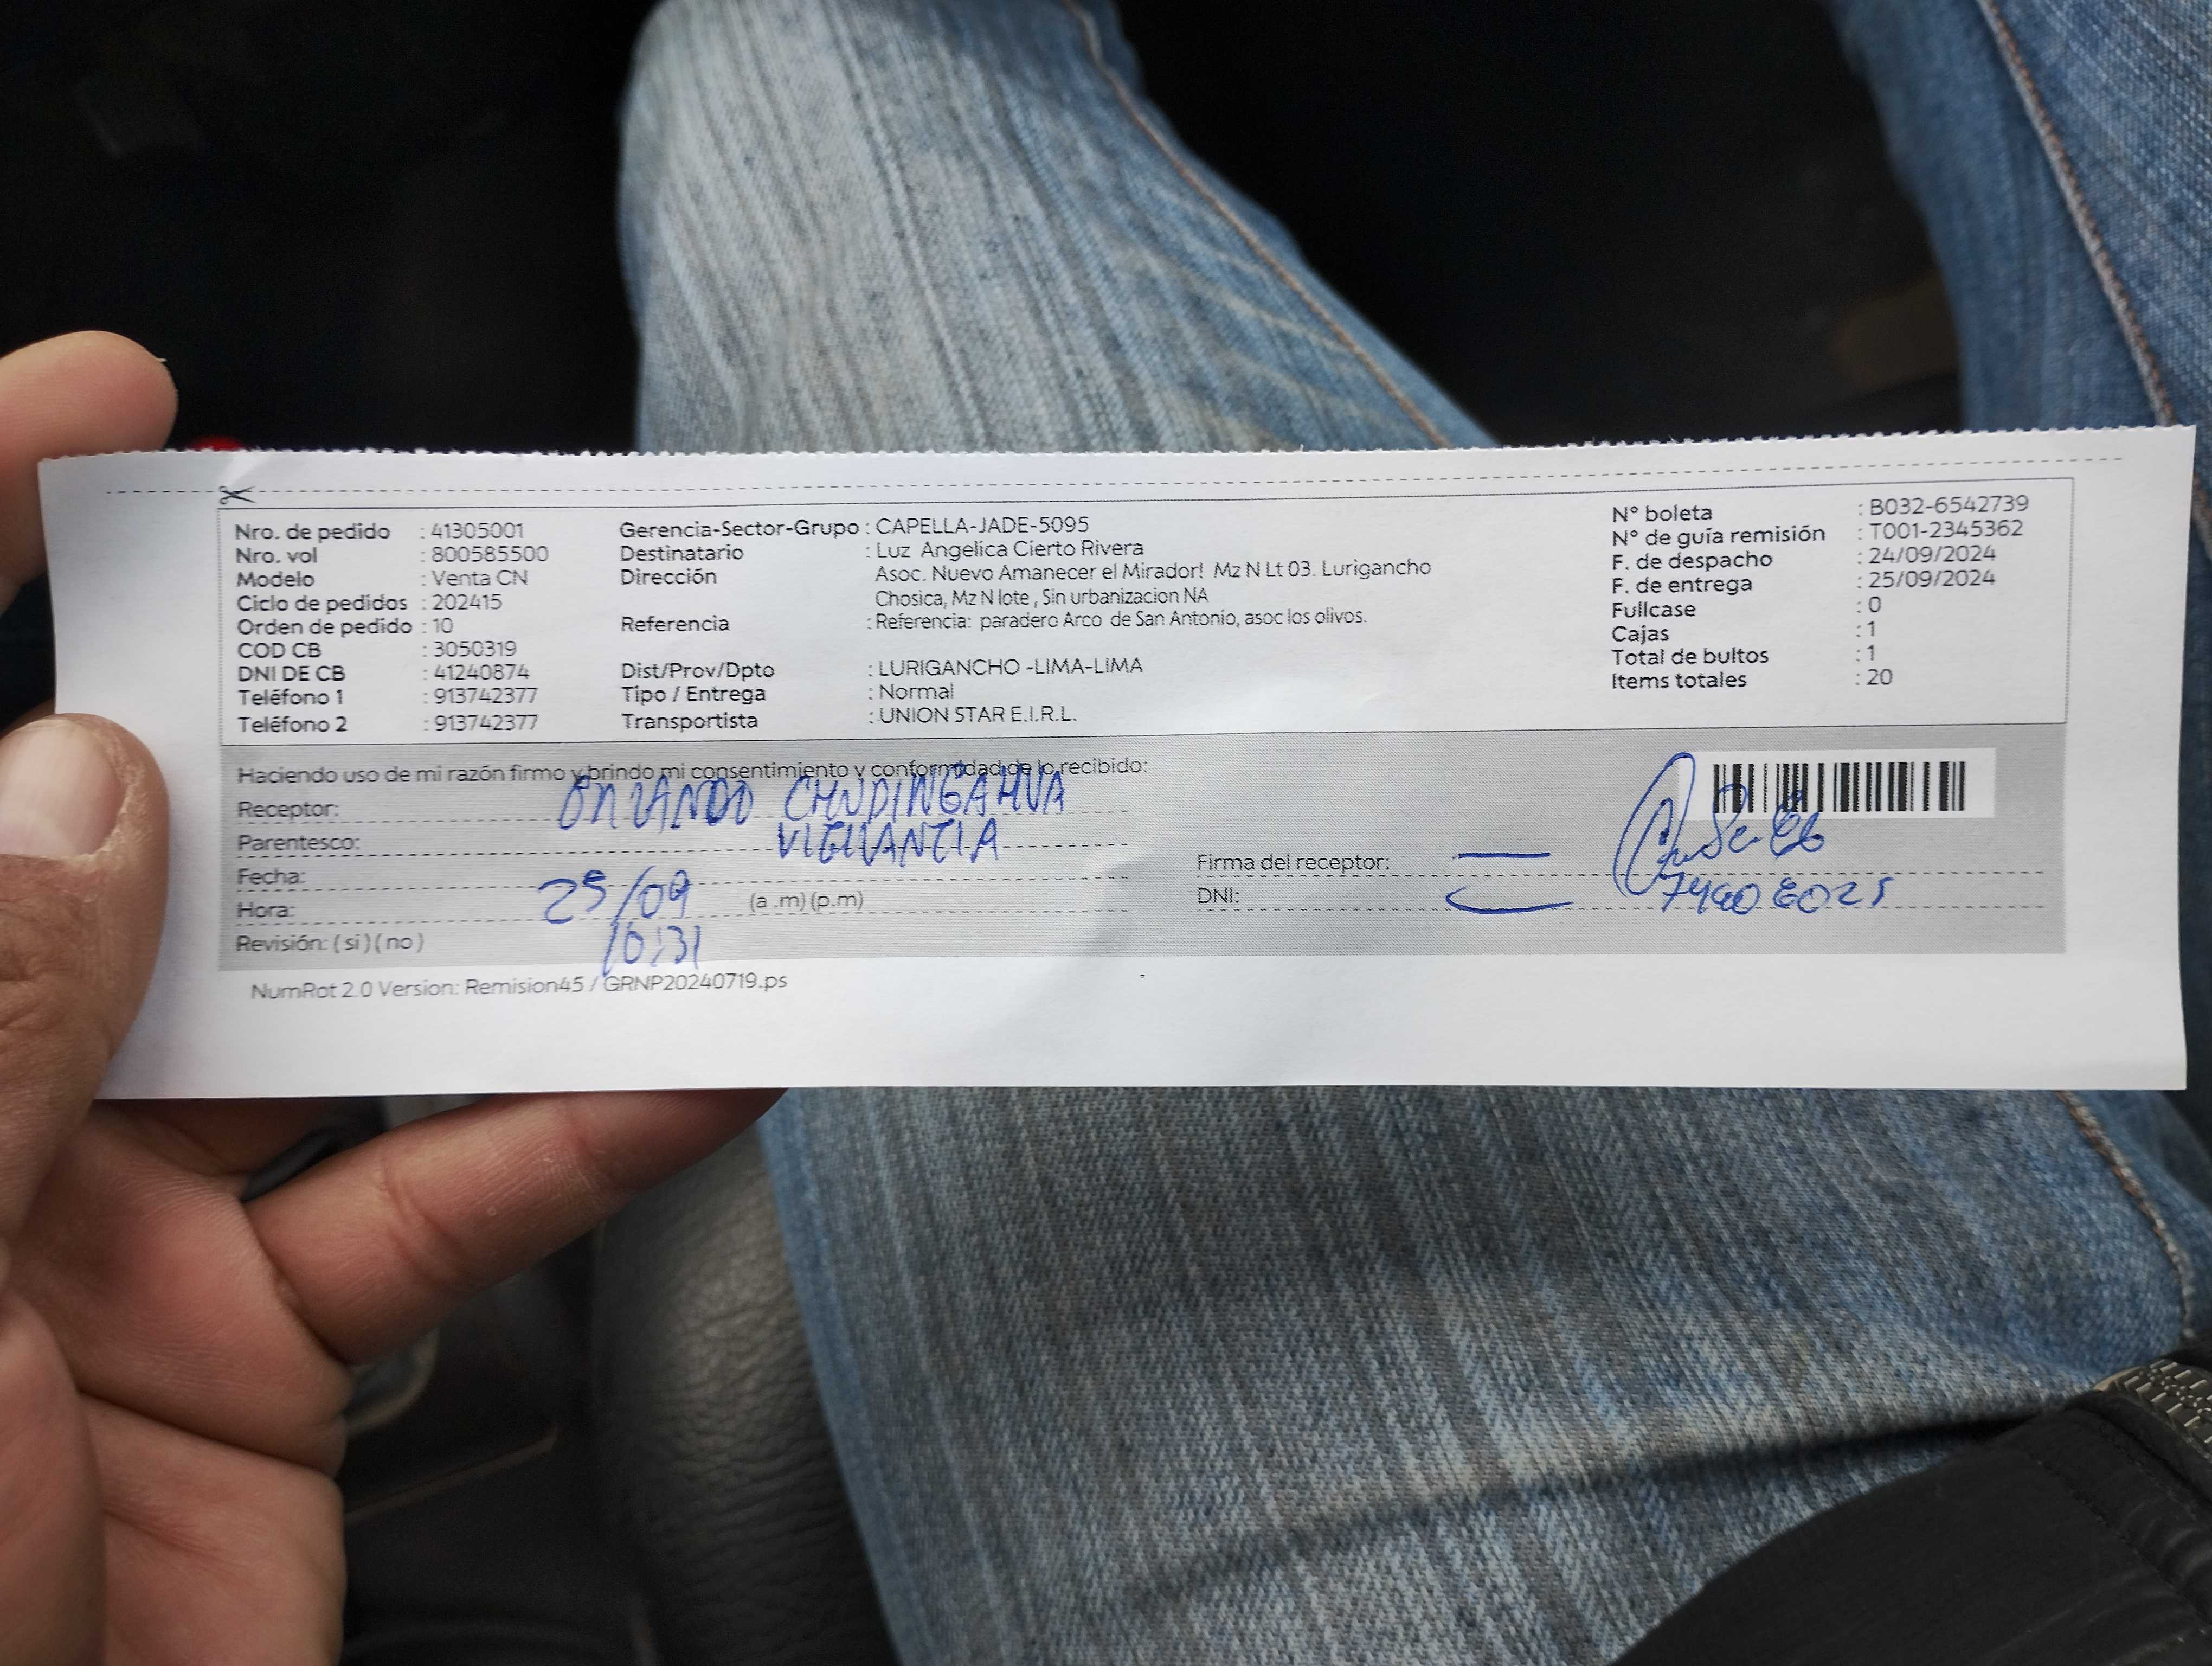 Nro. de pedido : 41305001
Nro. vol : 800585500
Modelo : Venta CN
Ciclo de pedidos : 202415
Orden de pedido : 10
COD CB : 3050319
DNI DE CB : 41240874
Teléfono 1 : 913742377
Teléfono 2 : 913742377
Gerencia-Sector-Grupo : CAPELLA-JADE-5095
Destinatario : Luz Angelica Cierto Rivera
Dirección Asoc. Nuevo Amanecer el Mirador! Mz N Lt 03. Lurigancho
Chosica, Mz N lote , Sin urbanizacion NA
Referencia : Referencia: paradero Arco de San Antonio, asoc los olivos.
Dist/Prov/Dpto : LURIGANCHO -LIMA-LIMA
Tipo / Entrega : Normal
Transportista : UNION STAR E.I.R.L.
N° boleta : B032-6542739
N° de guía remisión : T001-2345362
F. de despacho : 24/09/2024
F. de entrega : 25/09/2024
Fullcase : 0
Cajas : 1
Total de bultos : 1
Items totales : 20
Haciendo uso de mi razón firmo y brindo mi consentimiento y conformidad de lo recibido:
Receptor:
Parentesco: VIGILANCIA
Fecha: 25/09
Hora: (a .m) (p.m)
10:31
Revisión: ( si ) ( no )
Firma del receptor:
DNI:
NumRot 2.0 Version: Remision45 / GRNP20240719.ps